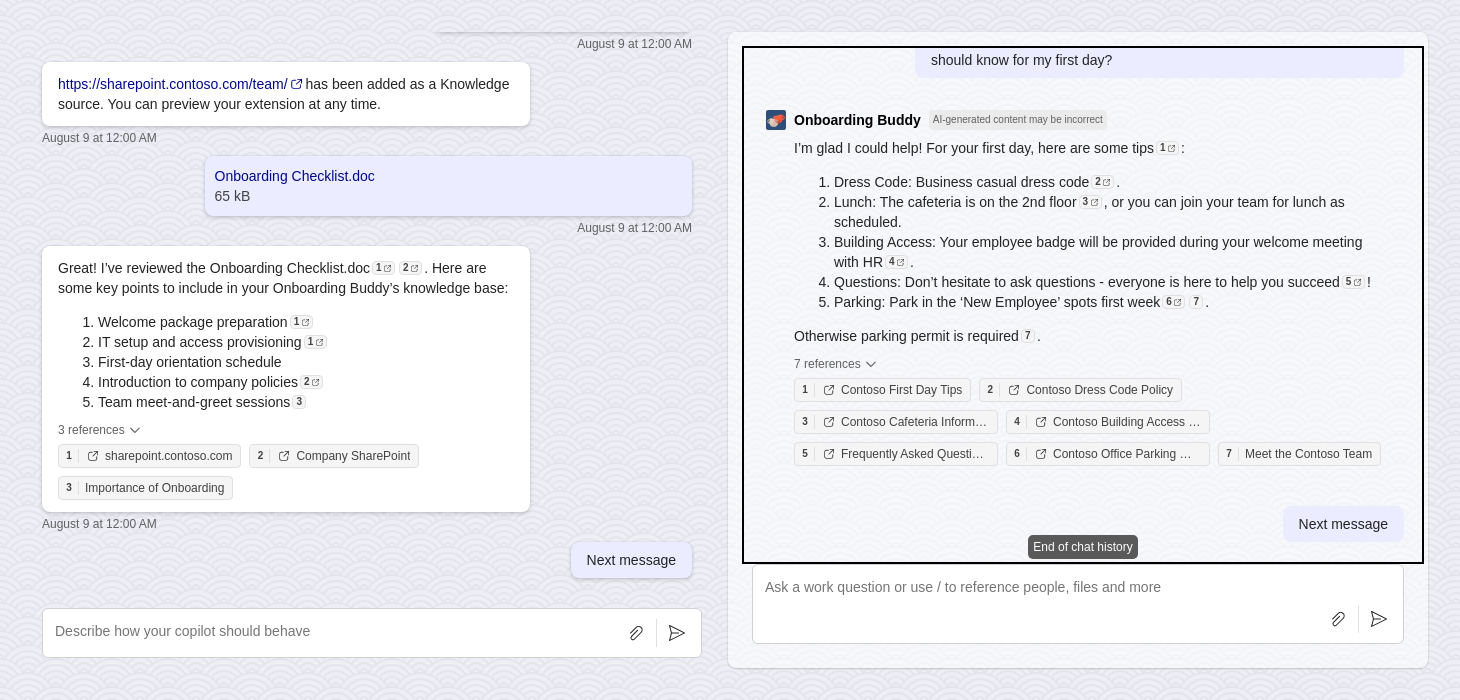 August 9 at 12:00 AM
https://sharepoint.contoso.com/team/ has been added as a Knowledge
source. You can preview your extension at any time.
August 9 at 12:00 AM
Onboarding Checklist.doc
65 kB
August 9 at 12:00 AM
Great! I’ve reviewed the Onboarding Checklist.doc 1 2 . Here are
some key points to include in your Onboarding Buddy’s knowledge base:
1. Welcome package preparation 1
2. IT setup and access provisioning 1
3. First-day orientation schedule
4. Introduction to company policies 2
5. Team meet-and-greet sessions 3
3 references
1 sharepoint.contoso.com 2 Company SharePoint
3 Importance of Onboarding
August 9 at 12:00 AM
Next message
Describe how your copilot should behave
should know for my first day?
Onboarding Buddy AI-generated content may be incorrect
I’m glad I could help! For your first day, here are some tips 1 :
1. Dress Code: Business casual dress code 2 .
2. Lunch: The cafeteria is on the 2nd floor 3 , or you can join your team for lunch as
scheduled.
3. Building Access: Your employee badge will be provided during your welcome meeting
with HR 4 .
4. Questions: Don’t hesitate to ask questions - everyone is here to help you succeed 5 !
5. Parking: Park in the ‘New Employee’ spots first week 6 7 .
Otherwise parking permit is required 7 .
7 references
1 Contoso First Day Tips 2 Contoso Dress Code Policy
3 Contoso Cafeteria Inform… 4 Contoso Building Access …
5 Frequently Asked Questi… 6 Contoso Office Parking … 7 Meet the Contoso Team
Next message
End of chat history
Ask a work question or use / to reference people, files and more